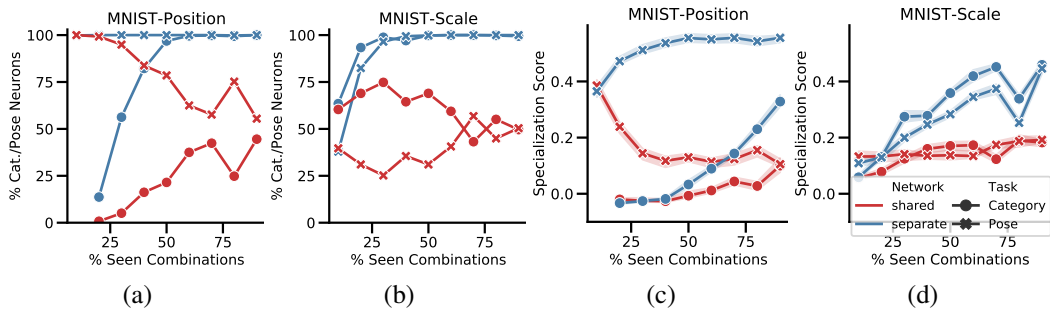 MNIST-Position
% Cat./Pose Neurons
100
75
50
25
0
25 50 75
% Seen Combinations
(a)
MNIST-Scale
% Cat./Pose Neurons
100
75
50
25
0
25 50 75
% Seen Combinations
(b)
MNIST-Position
Specialization Score
0.4
0.2
0.0
25 50 75
% Seen Combinations
(c)
MNIST-Scale
Specialization Score
0.4
0.2
0.0
Network Task
shared Category
separate Pose
25 50 75
% Seen Combinations
(d)